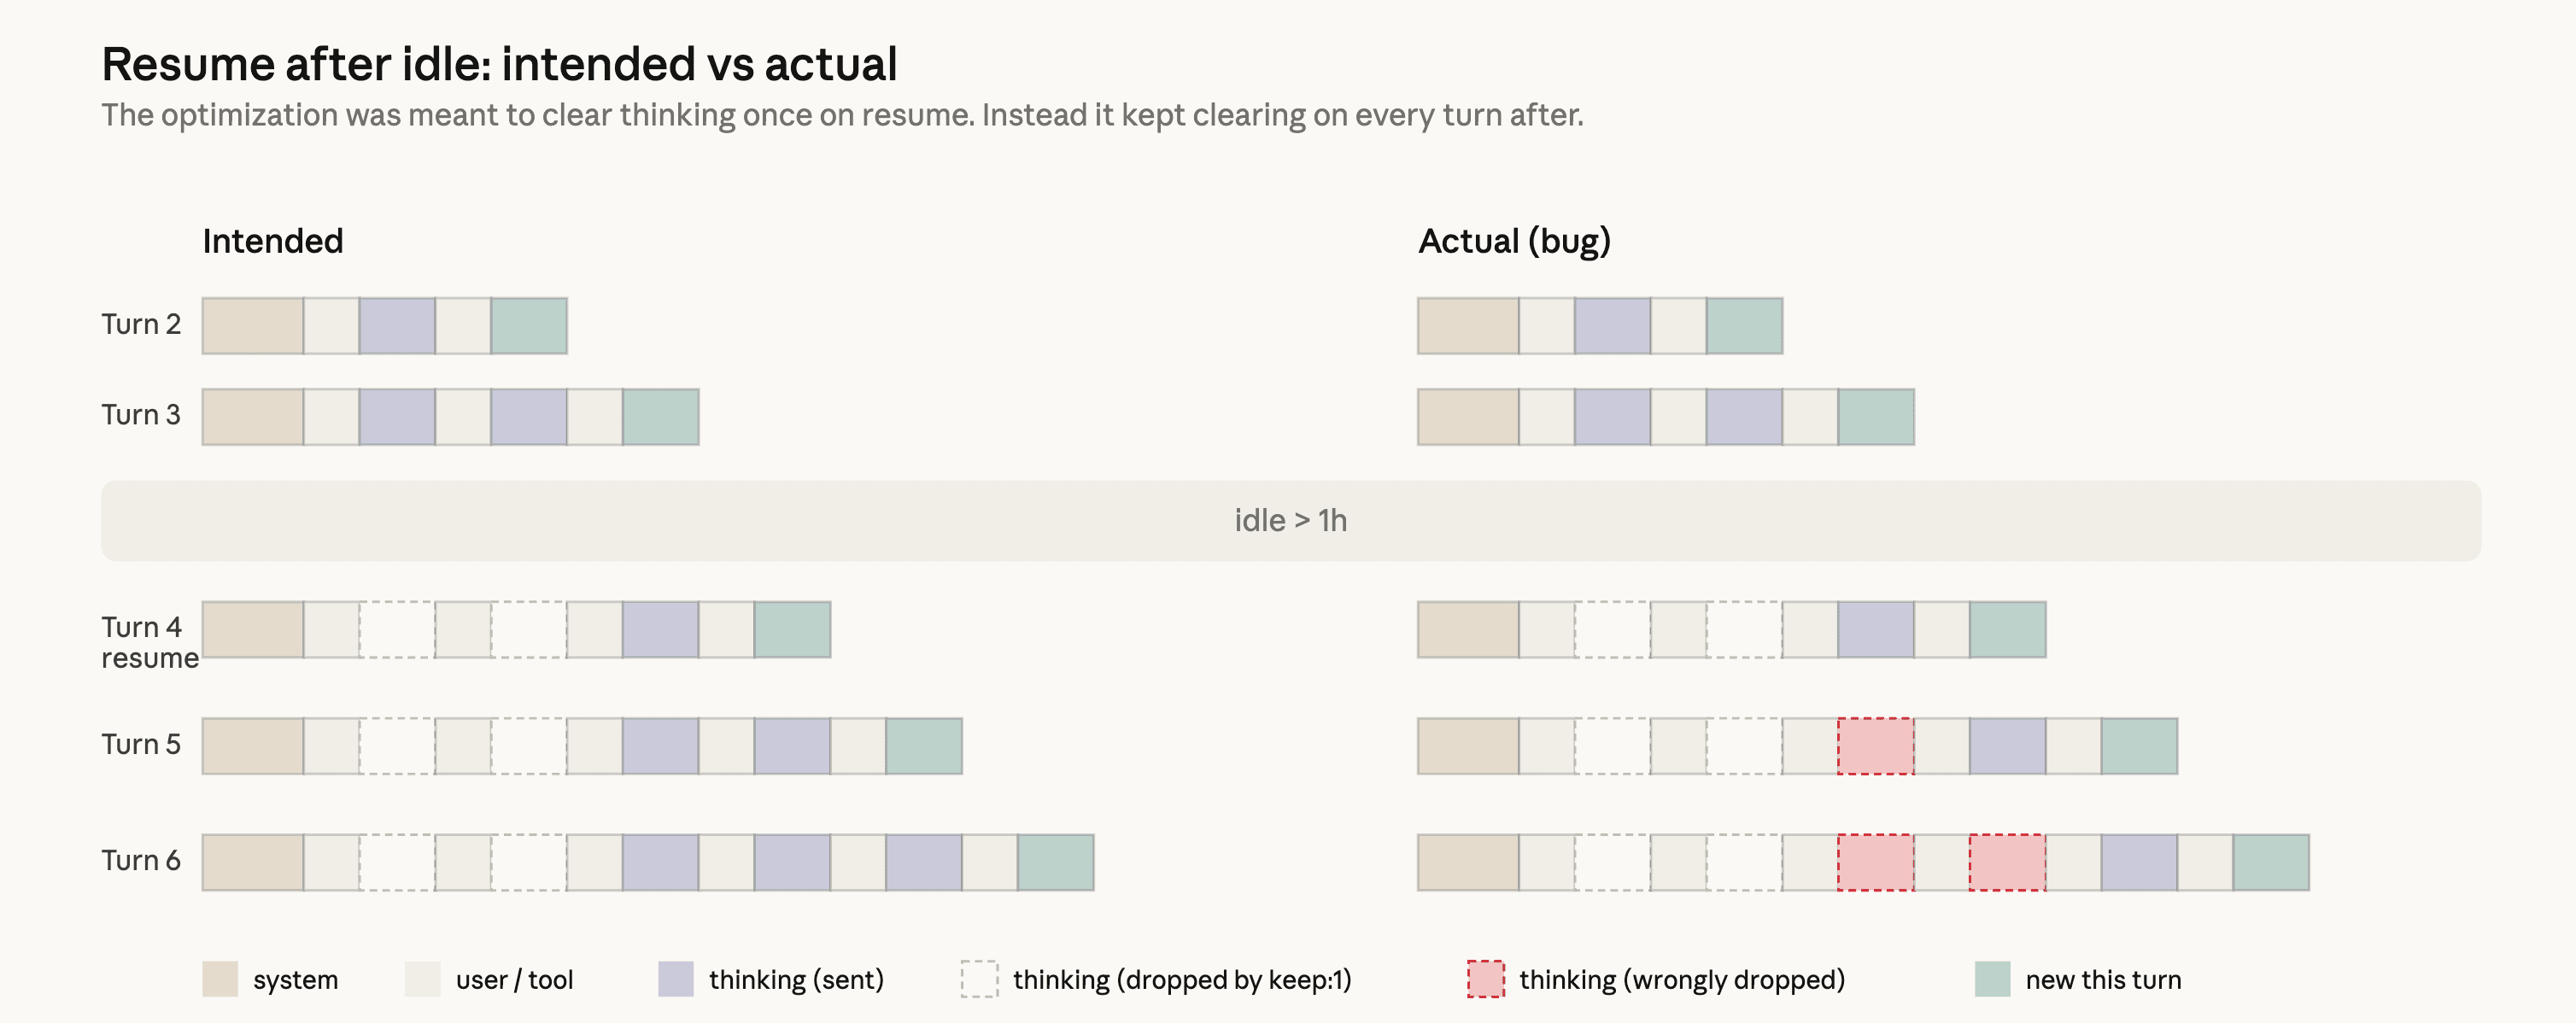 Resume after idle: intended vs actual
The optimization was meant to clear thinking once on resume. Instead it kept clearing on every turn after.
Intended
Actual (bug)
Turn 2
Turn 3
idle > 1h
Turn 4
resume
Turn 5
Turn 6
system
user / tool
thinking (sent)
thinking (dropped by keep:1)
thinking (wrongly dropped)
new this turn